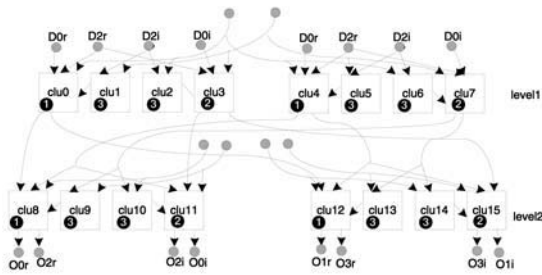 D0r D2r D2i D0i D0r D2r D2i D0i
clu0 clu1 clu2 clu3 clu4 clu5 clu6 clu7 level1
1 3 3 2 1 3 3 2
clu8 clu9 clu10 clu11 clu12 clu13 clu14 clu15 level2
1 3 3 2 1 3 3 2
O0r O2r O2i O0i O1r O3r O3i O1i